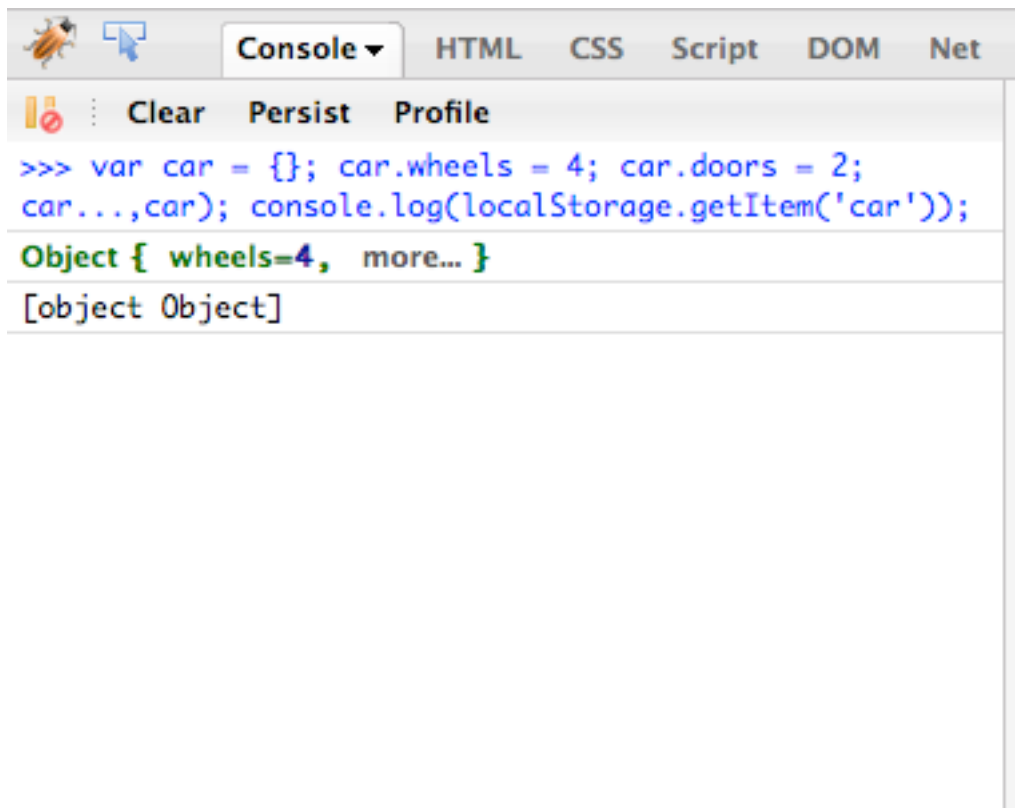 Console HTML CSS Script DOM Net
Clear Persist Profile
>>> var car = {}; car.wheels = 4; car.doors = 2;
car...,car); console.log(localStorage.getItem('car'));
Object { wheels=4, more... }
[object Object]